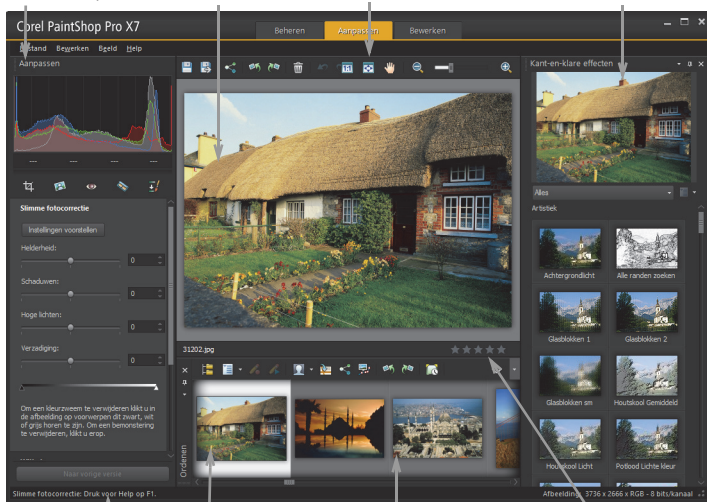 Corel PaintShop Pro X7
Beheren
Aanpassen
Bewerken
Bestand Bewerken Beeld Help
Aanpassen
Kant-en-klare effecten
--- --- --- ---
Slimme fotocorrectie
Instellingen voorstellen
Helderheid:
0
Schaduwen:
0
Hoge lichten:
0
Verzadiging:
0
Om een kleurzweem te verwijderen klikt u in
de afbeelding op voorwerpen die zwart, wit
of grijs horen te zijn. Om een bemonstering
te verwijderen, klikt u erop.
Naar vorige versie
Slimme fotocorrectie: Druk voor Help op F1.
31202.jpg
Ordenen
Alles
Artistiek
Achtergrondlicht
Alle randen zoeken
Glasblokken 1
Glasblokken 2
Glasblokken sm
Houtskool Gemiddeld
Houtskool Licht
Potlood Lichte kleur
Afbeelding: 3736 x 2666 x RGB - 8 bits/kanaal